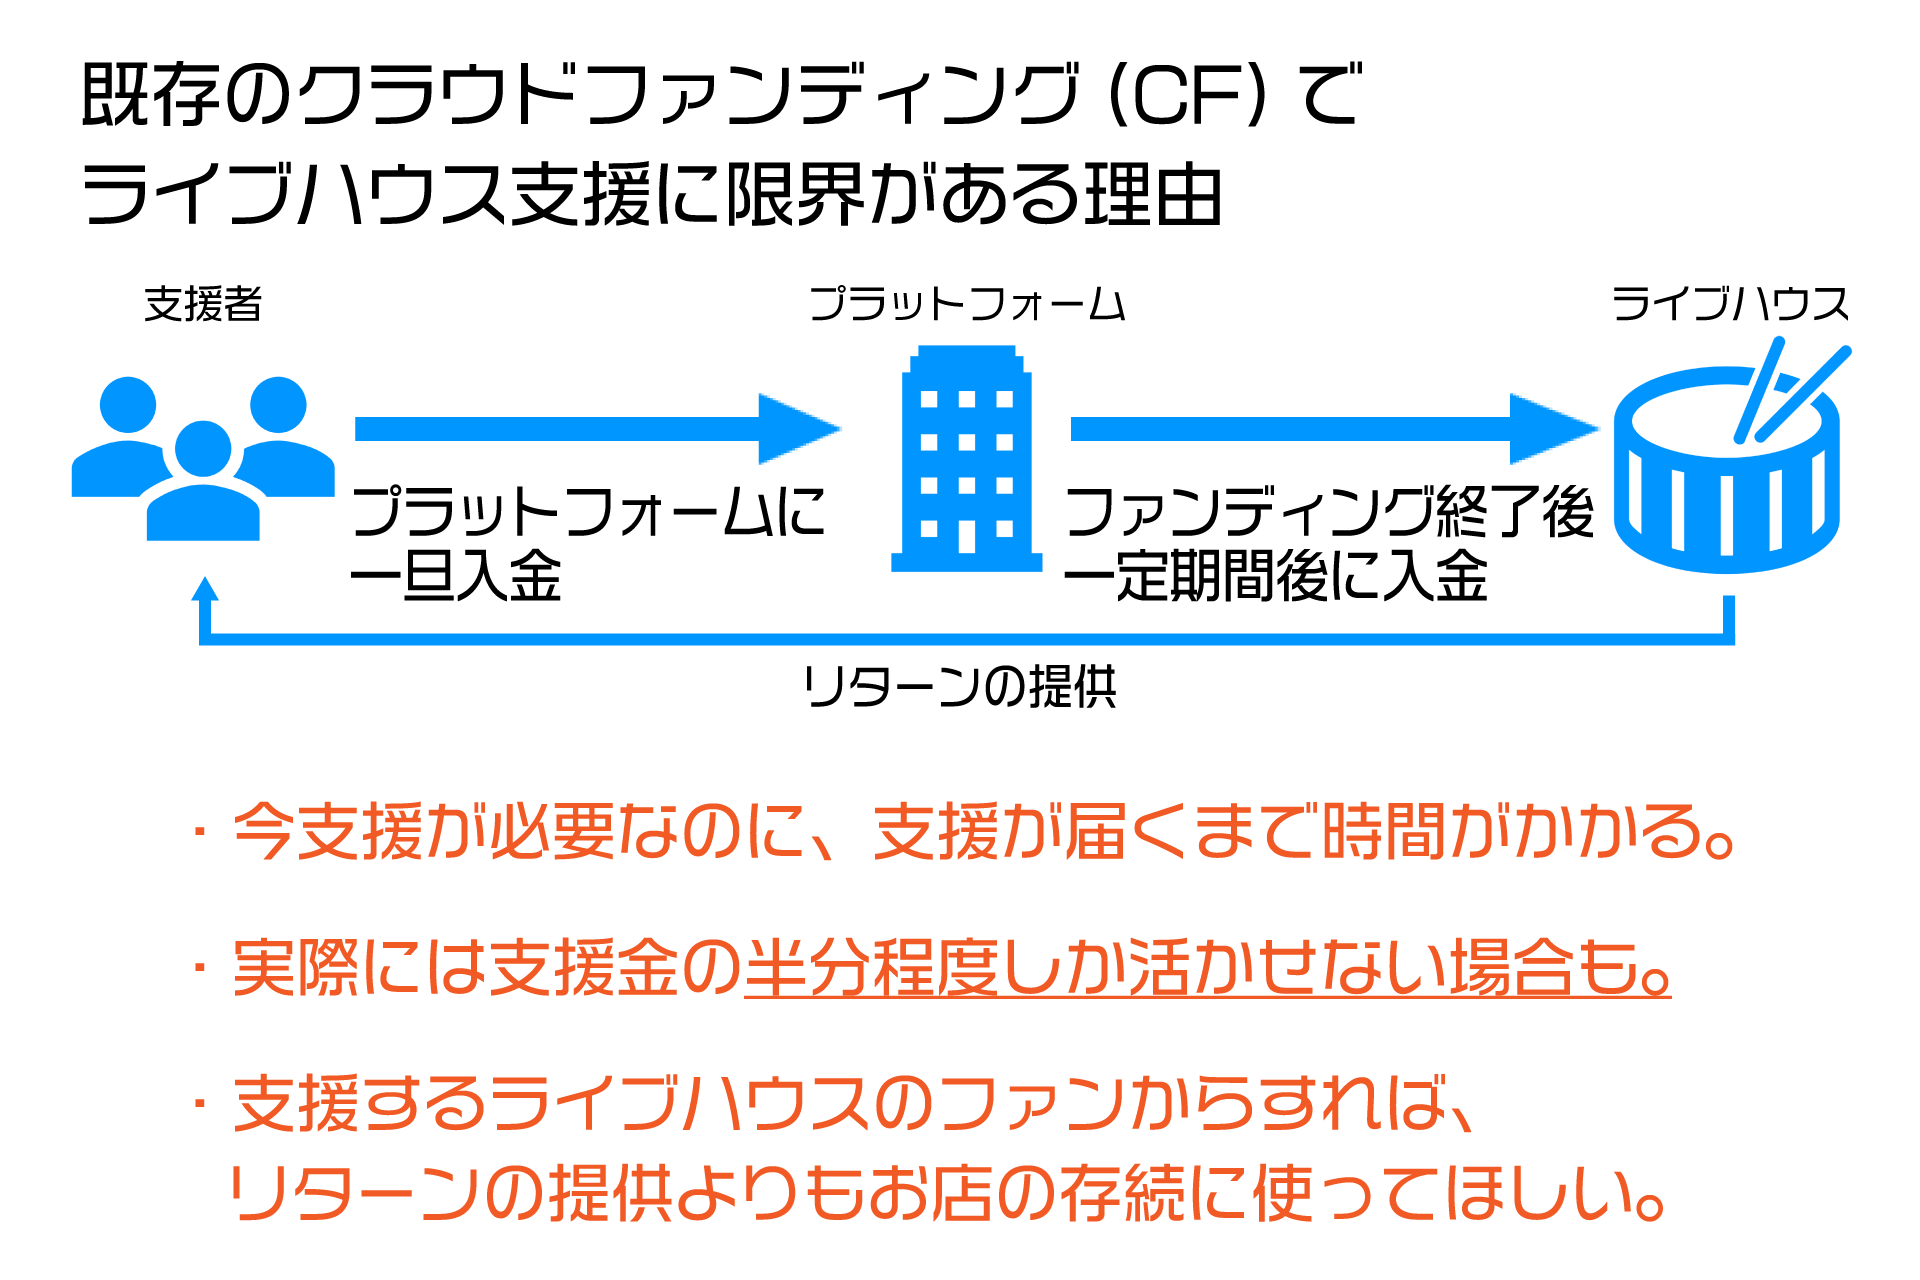 既存のクラウドファンディング(CF)で
ライブハウス支援に限界がある理由
支援者
プラットフォーム
ライブハウス
プラットフォームに
一旦入金
ファンディング終了後
一定期間後に入金
リターンの提供
・今支援が必要なのに、支援が届くまで時間がかかる。
・実際には支援金の半分程度しか活かせない場合も。
・支援するライブハウスのファンからすれば、
リターンの提供よりもお店の存続に使ってほしい。